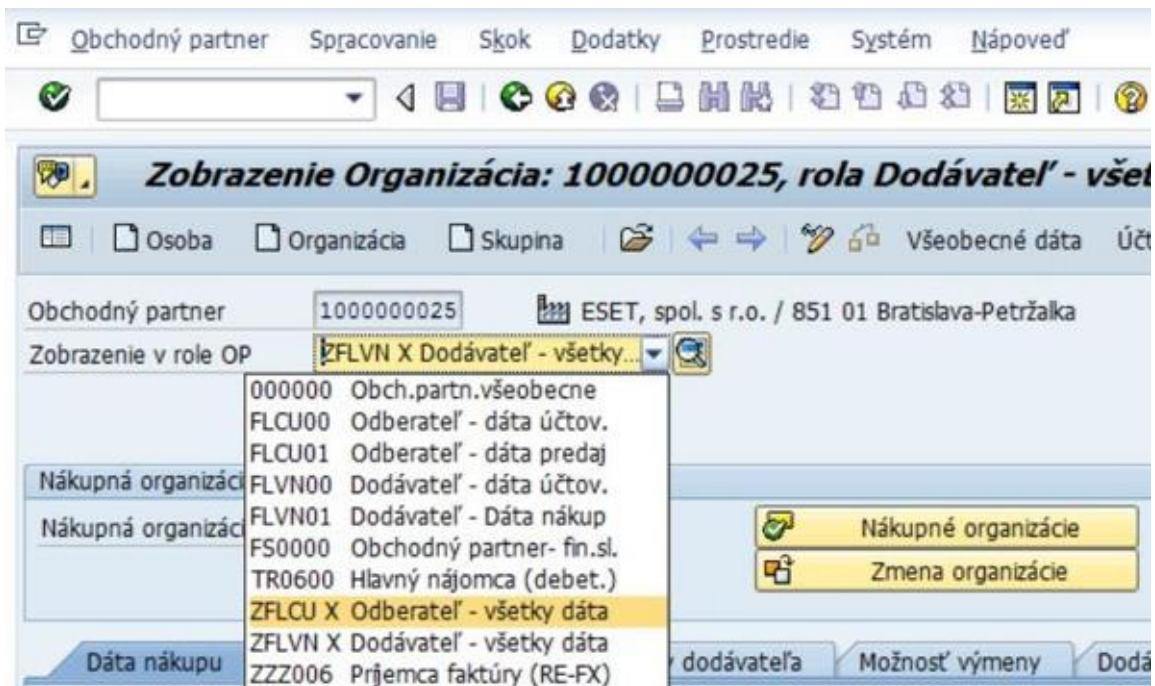 Obchodný partner Spracovanie Skok Dodatky Prostredie Systém Nápoveď
Zobrazenie Organizácia: 1000000025, rola Dodávateľ - všet
Osoba Organizácia Skupina Všeobecné dáta Účt
Obchodný partner 1000000025 ESET, spol. s r.o. / 851 01 Bratislava-Petržalka
Zobrazenie v role OP ZFLVN X Dodávateľ - všetky...
000000 Obch.partn.všeobecne
FLCU00 Odberateľ - dáta účtov.
FLCU01 Odberateľ - dáta predaj
Nákupná organizáci FLVN00 Dodávateľ - dáta účtov.
Nákupná organizáci FLVN01 Dodávateľ - Dáta nákup Nákupné organizácie
FS0000 Obchodný partner- fin.sl.
TR0600 Hlavný nájomca (debet.) Zmena organizácie
ZFLCU X Odberateľ - všetky dáta
ZFLVN X Dodávateľ - všetky dáta
Dáta nákupu dodávateľa Možnosť výmeny Dodá
ZZZ006 Príjemca faktúry (RE-FX)